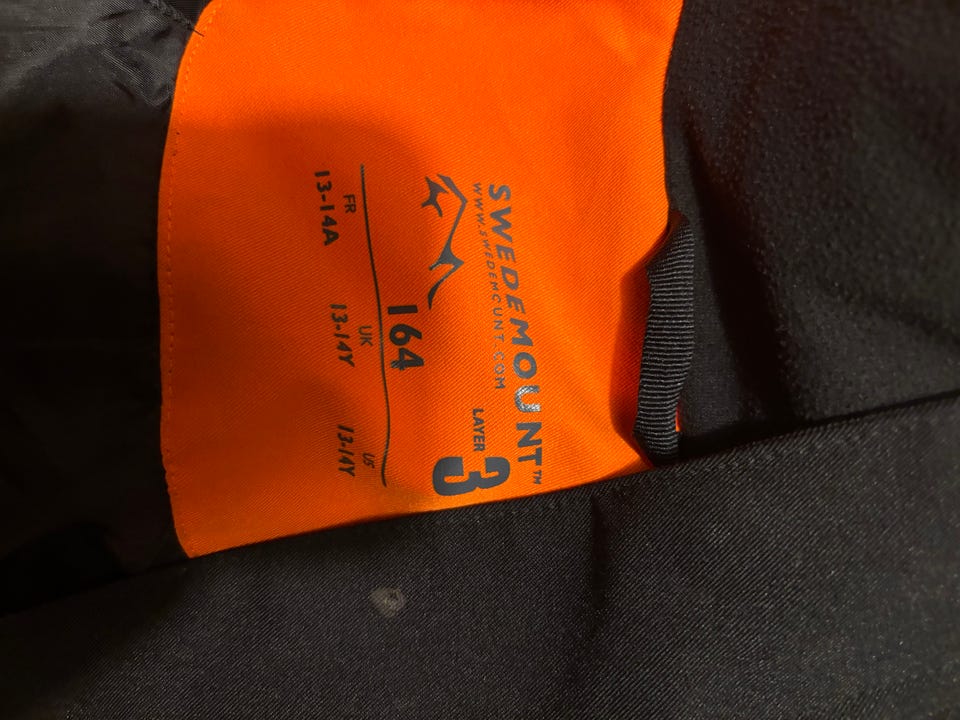 SWEDEMOUNT™
WWW.SWEDEMOUNT.COM
LAYER 3
164
FR UK US
13-14A 13-14Y 13-14Y